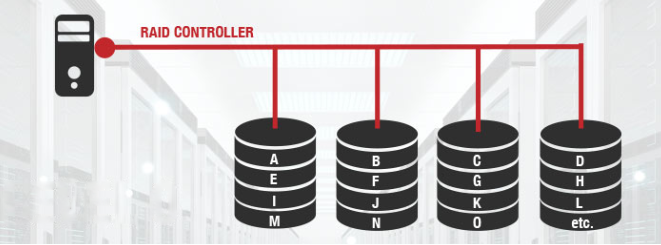 RAID CONTROLLER
A B C D
E F G H
I J K L
M N O etc.